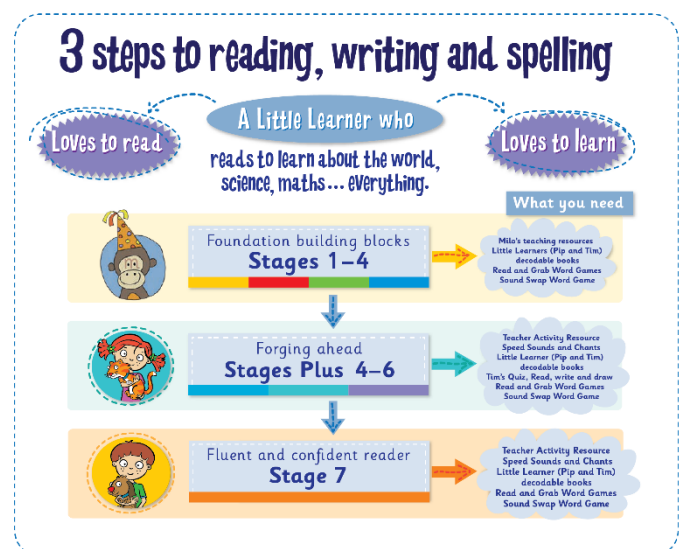 3 steps to reading, writing and spelling
A Little Learner who
Loves to read
Loves to learn
reads to learn about the world,
science, maths... everything.
What you need
Foundation building blocks
Stages 1–4
Mila's teaching resources
Little Learners (Pip and Tim)
decodable books
Read and Grab Word Games
Sound Swap Word Game
Forging ahead
Stages Plus 4–6
Teacher Activity Resource
Speed Sounds and Chants
Little Learner (Pip and Tim)
decodable books
Tim's Quiz, Read, write and draw
Read and Grab Word Games
Sound Swap Word Game
Fluent and confident reader
Stage 7
Teacher Activity Resource
Speed Sounds and Chants
Little Learner (Pip and Tim)
decodable books
Read and Grab Word Games
Sound Swap Word Game